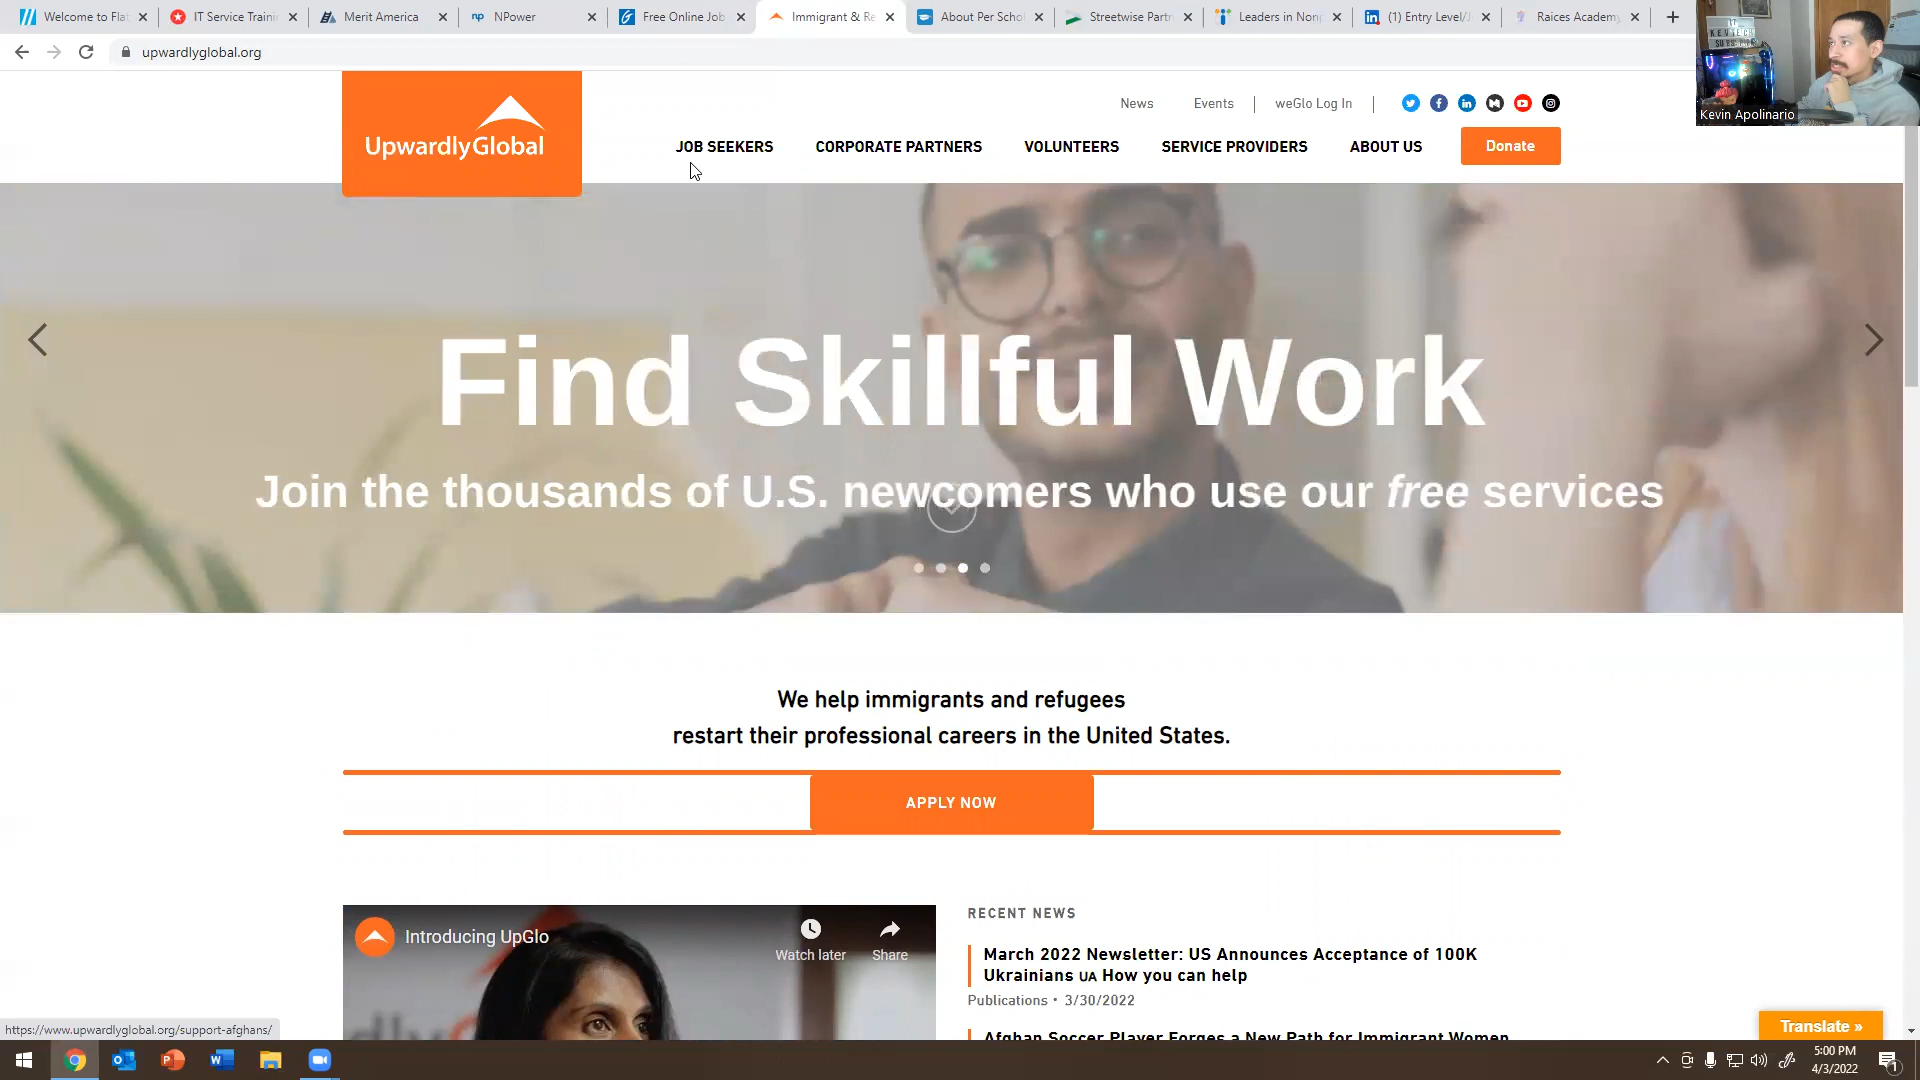 Welcome to Flat
IT Service Traini
Merit America
NPower
Free Online Job
Immigrant & Re
About Per Schol
Streetwise Partn
Leaders in Nonp
(1) Entry Level/J
Raices Academy
upwardlyglobal.org
Kevin Apolinario
UpwardlyGlobal
News
Events
weGlo Log In
JOB SEEKERS
CORPORATE PARTNERS
VOLUNTEERS
SERVICE PROVIDERS
ABOUT US
Donate
Find Skillful Work
Join the thousands of U.S. newcomers who use our free services
We help immigrants and refugees
restart their professional careers in the United States.
APPLY NOW
Introducing UpGlo
Watch later
Share
RECENT NEWS
March 2022 Newsletter: US Announces Acceptance of 100K
Ukrainians UA How you can help
Publications • 3/30/2022
Afghan Soccer Player Forges a New Path for Immigrant Women
https://www.upwardlyglobal.org/support-afghans/
Translate »
5:00 PM
4/3/2022